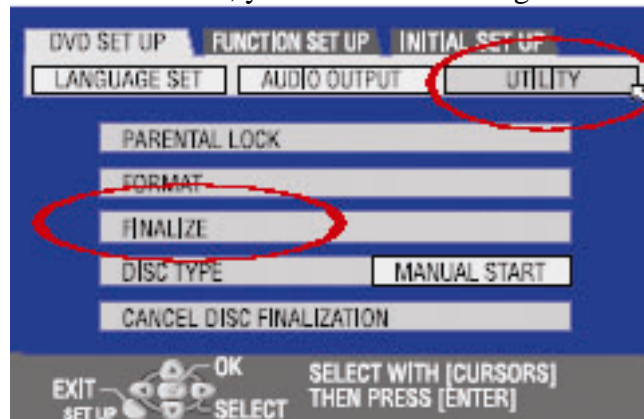 DVD SET UP FUNCTION SET UP INITIAL SET UP
LANGUAGE SET AUDIO OUTPUT UTILITY
PARENTAL LOCK
FORMAT
FINALIZE
DISC TYPE MANUAL START
CANCEL DISC FINALIZATION
EXIT OK SELECT WITH [CURSORS]
SET UP SELECT THEN PRESS [ENTER]